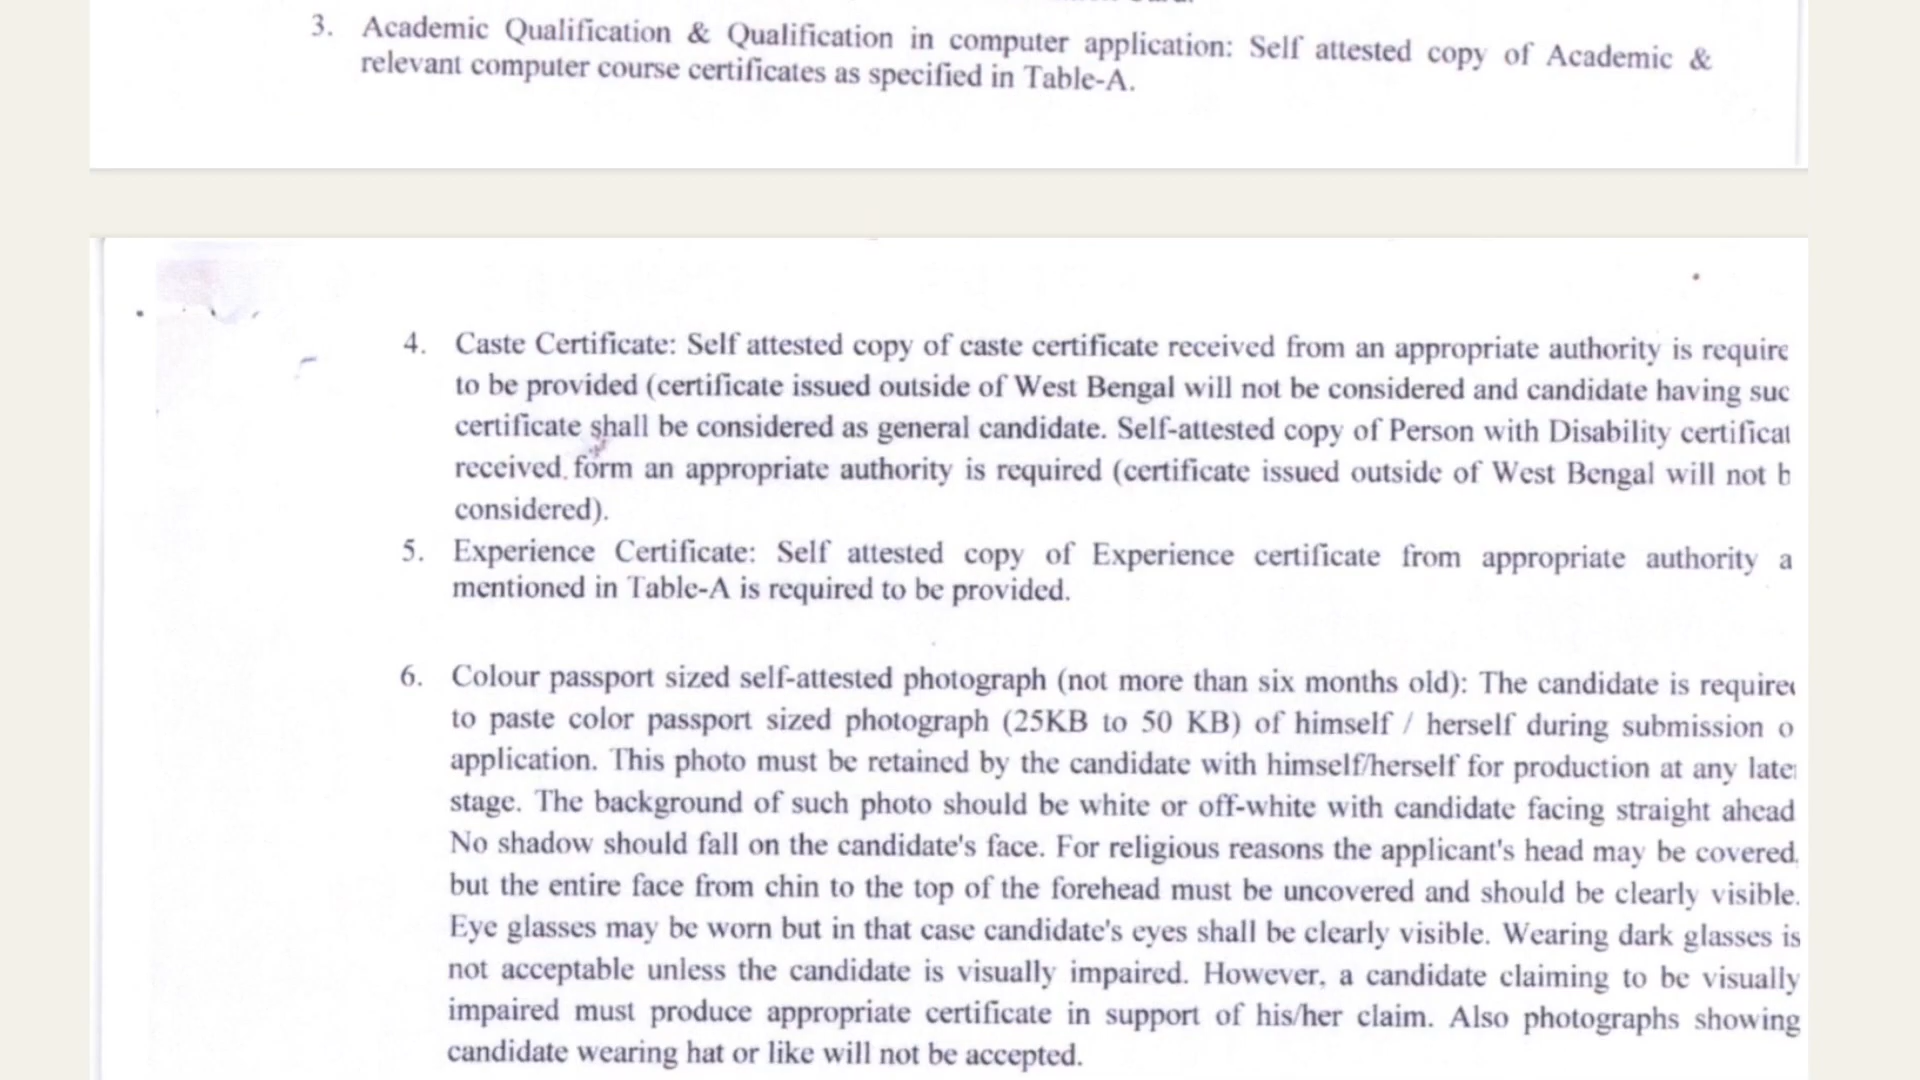 3. Academic Qualification & Qualification in computer application: Self attested copy of Academic &
relevant computer course certificates as specified in Table-A.
4. Caste Certificate: Self attested copy of caste certificate received from an appropriate authority is require
to be provided (certificate issued outside of West Bengal will not be considered and candidate having suc
certificate shall be considered as general candidate. Self-attested copy of Person with Disability certificat
received form an appropriate authority is required (certificate issued outside of West Bengal will not b
considered).
5. Experience Certificate: Self attested copy of Experience certificate from appropriate authority a
mentioned in Table-A is required to be provided.
6. Colour passport sized self-attested photograph (not more than six months old): The candidate is require
to paste color passport sized photograph (25KB to 50 KB) of himself / herself during submission o
application. This photo must be retained by the candidate with himself/herself for production at any late
stage. The background of such photo should be white or off-white with candidate facing straight ahead
No shadow should fall on the candidate's face. For religious reasons the applicant's head may be covered,
but the entire face from chin to the top of the forehead must be uncovered and should be clearly visible.
Eye glasses may be worn but in that case candidate's eyes shall be clearly visible. Wearing dark glasses is
not acceptable unless the candidate is visually impaired. However, a candidate claiming to be visually
impaired must produce appropriate certificate in support of his/her claim. Also photographs showing
candidate wearing hat or like will not be accepted.